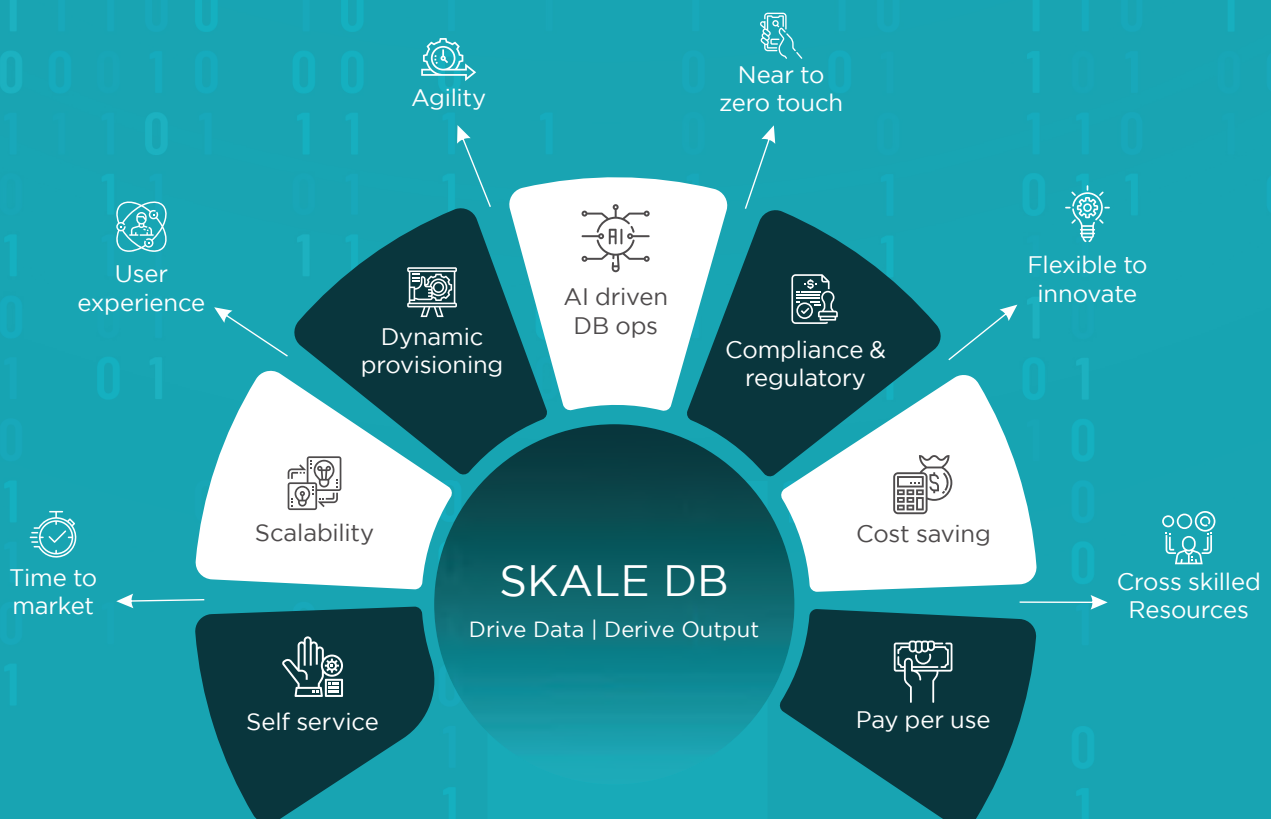 Agility
Near to
zero touch
User
experience
Flexible to
innovate
AI
AI driven
DB ops
Dynamic
provisioning
Compliance &
regulatory
Scalability
Cost saving
Time to
market
SKALE DB
Drive Data | Derive Output
Cross skilled
Resources
Self service
Pay per use